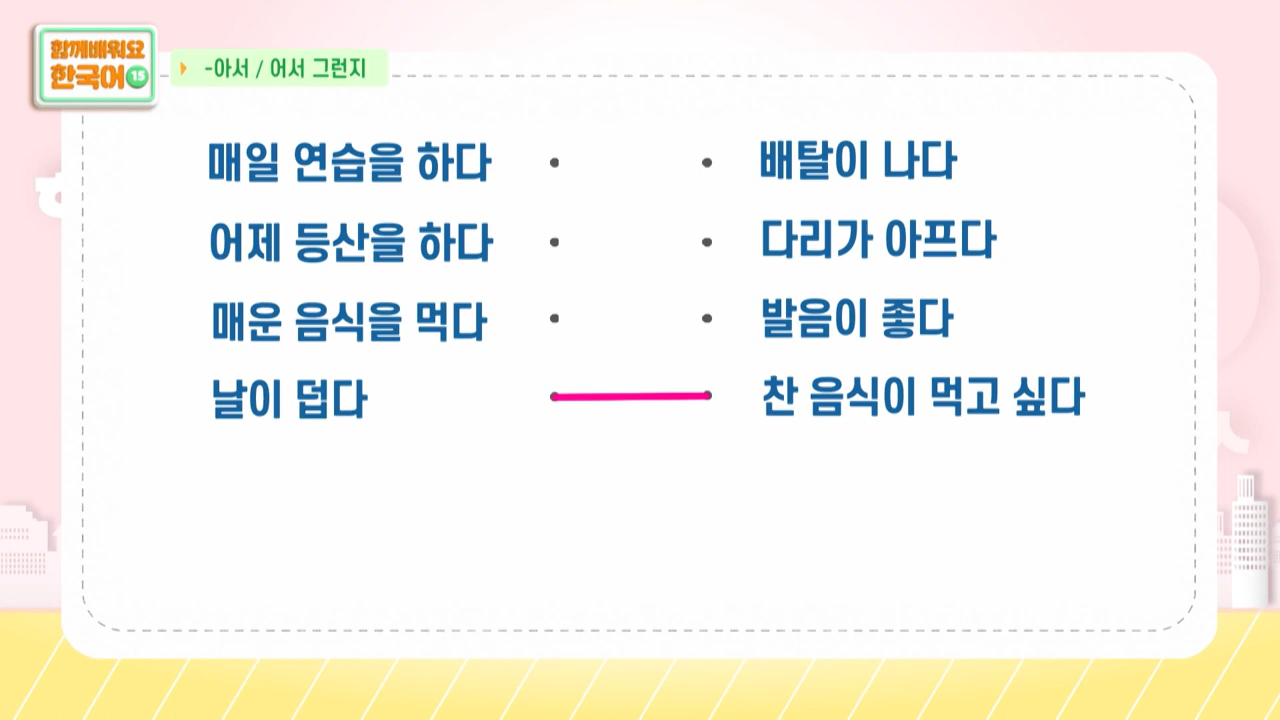 함께배워요
한국어 15
-아서 / 어서 그런지
매일 연습을 하다
배탈이 나다
어제 등산을 하다
다리가 아프다
매운 음식을 먹다
발음이 좋다
날이 덥다
찬 음식이 먹고 싶다